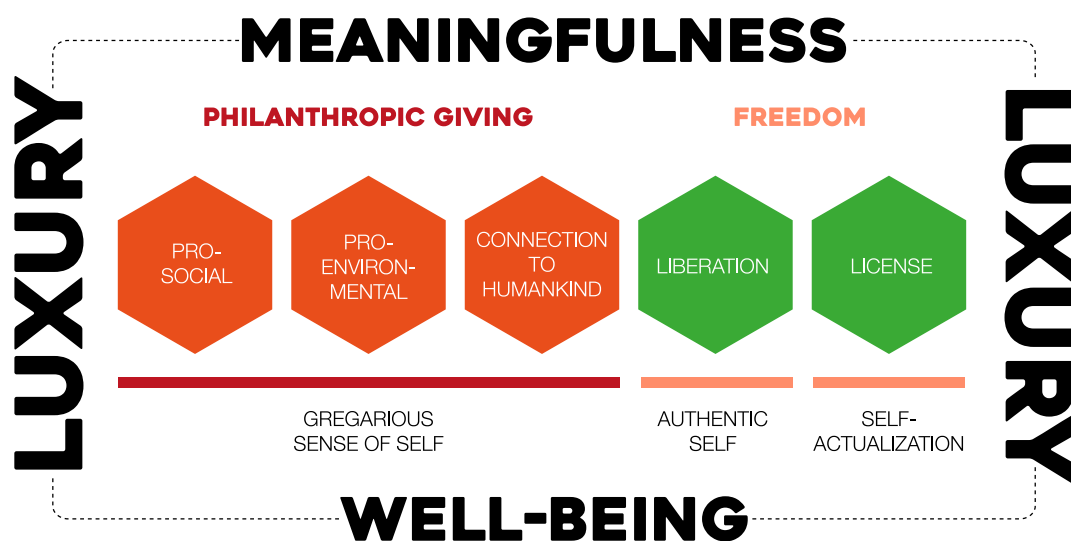 MEANINGFULNESS
LUXURY
PHILANTHROPIC GIVING
FREEDOM
LUXURY
PRO-
SOCIAL
PRO-
ENVIRON-
MENTAL
CONNECTION
TO
HUMANKIND
LIBERATION
LICENSE
GREGARIOUS
SENSE OF SELF
AUTHENTIC
SELF
SELF-
ACTUALIZATION
WELL-BEING